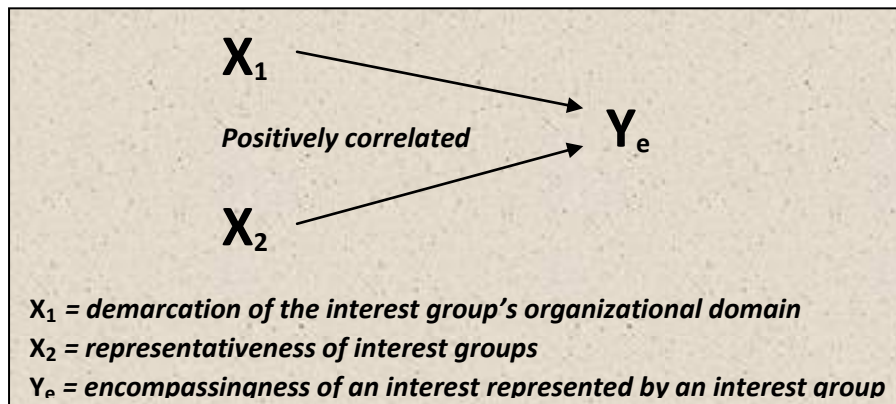 X₁
Positively correlated
Yₑ
X₂
X₁ = demarcation of the interest group’s organizational domain
X₂ = representativeness of interest groups
Yₑ = encompassingness of an interest represented by an interest group